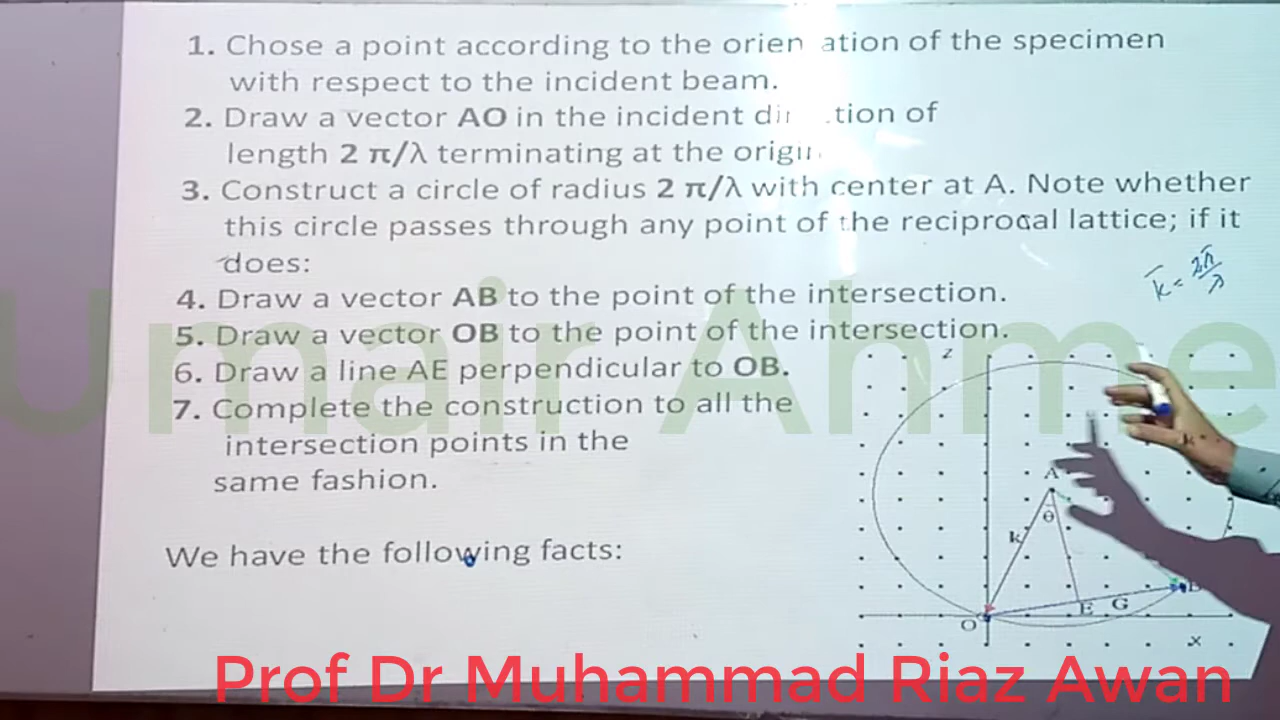 1. Chose a point according to the orien ation of the specimen
with respect to the incident beam.
2. Draw a vector AO in the incident dir .tion of
length 2 π/λ terminating at the origi
3. Construct a circle of radius 2 π/λ with center at A. Note whether
this circle passes through any point of the reciprocal lattice; if it
does:
k̄ = 2π/λ
4. Draw a vector AB to the point of the intersection.
5. Draw a vector OB to the point of the intersection.
6. Draw a line AE perpendicular to OB.
7. Complete the construction to all the
intersection points in the
same fashion.
We have the following facts:
z
A
θ
k
k
B
E G
O
x
Umair Ahme
Prof Dr Muhammad Riaz Awan